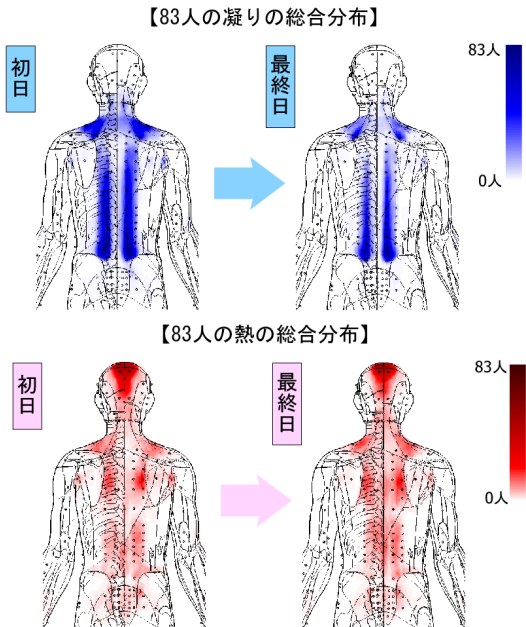 【83人の凝りの総合分布】
初日
最終日
83人
0人
【83人の熱の総合分布】
初日
最終日
83人
0人